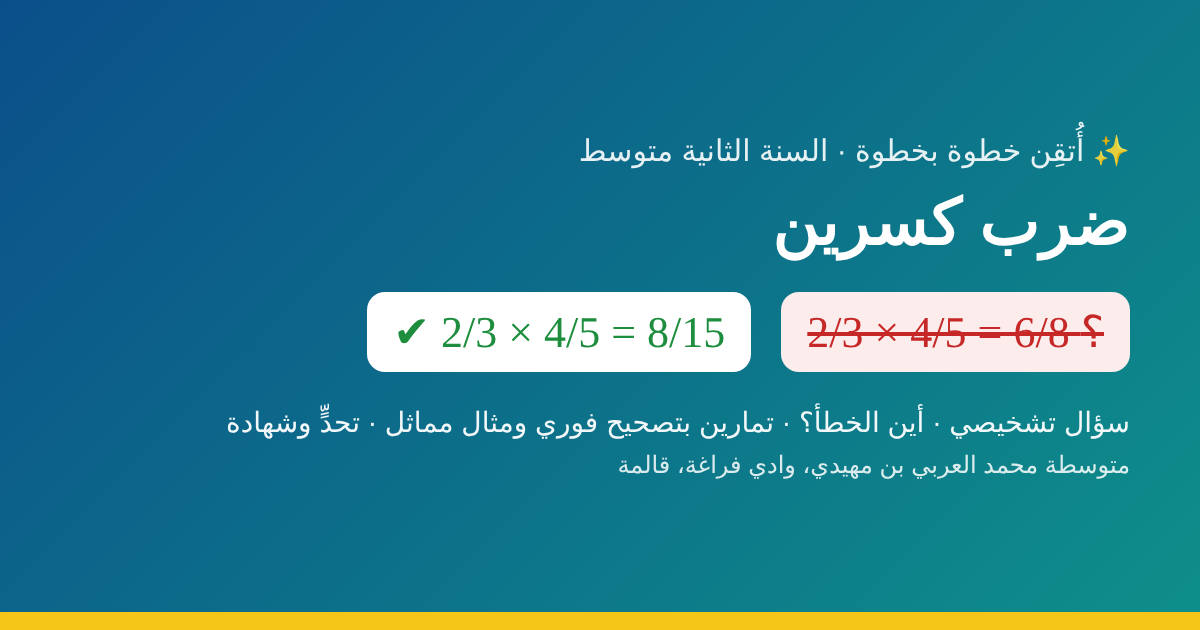 ✨ أُتقِن خطوة بخطوة · السنة الثانية متوسط
ضرب كسرين
2/3 × 4/5 = 6/8 ؟
2/3 × 4/5 = 8/15 ✔
سؤال تشخيصي · أين الخطأ؟ · تمارين بتصحيح فوري ومثال مماثل · تحدٍّ وشهادة
متوسطة محمد العربي بن مهيدي، وادي فراغة، قالمة